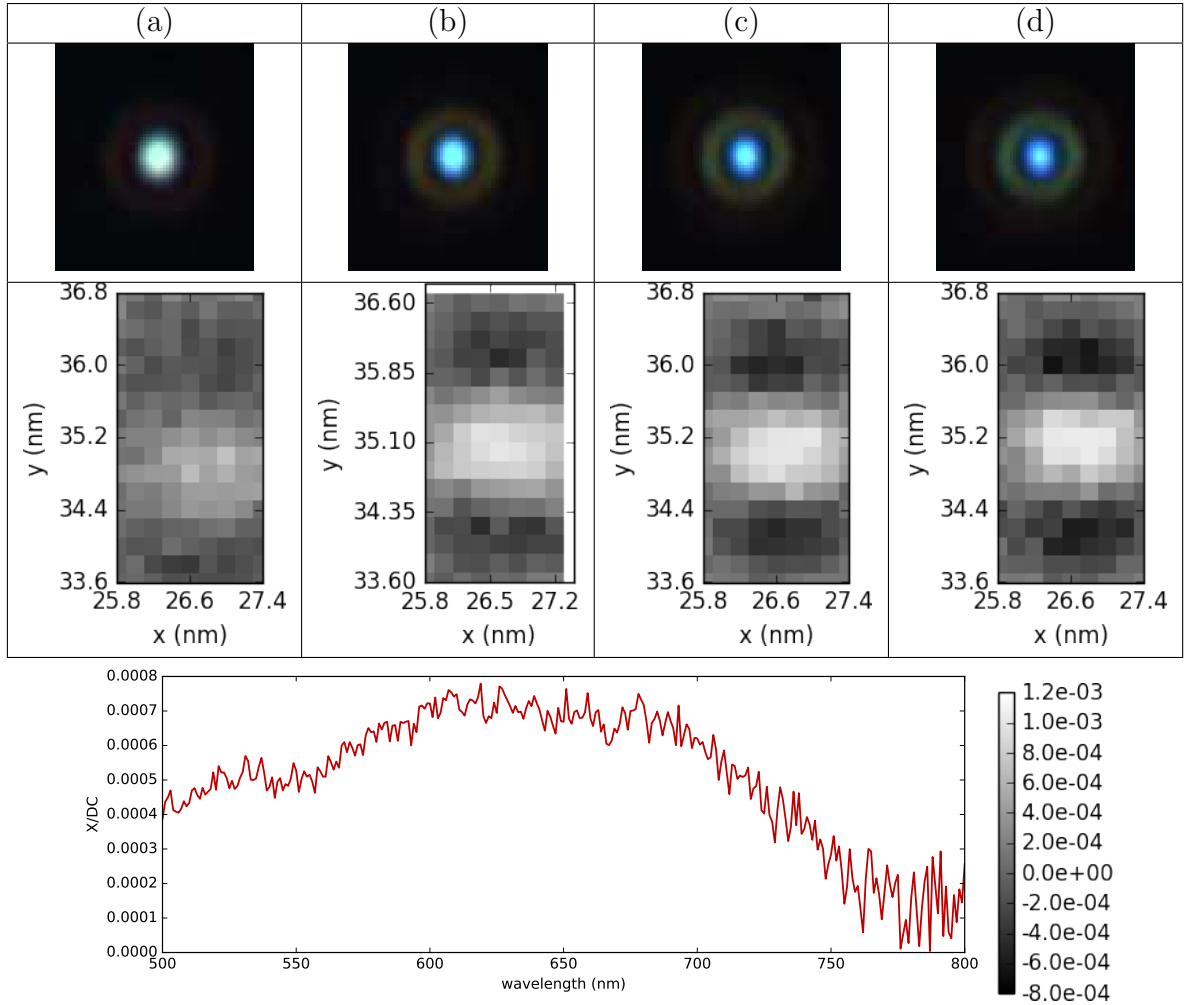 (a) (b) (c) (d)
36.8
36.0
35.2
34.4
33.6
y (nm)
25.8 26.6 27.4
x (nm)
36.60
35.85
35.10
34.35
33.60
y (nm)
25.8 26.5 27.2
x (nm)
36.8
36.0
35.2
34.4
33.6
y (nm)
25.8 26.6 27.4
x (nm)
36.8
36.0
35.2
34.4
33.6
y (nm)
25.8 26.6 27.4
x (nm)
0.0008
0.0007
0.0006
0.0005
0.0004
0.0003
0.0002
0.0001
0.0000
X/DC
500 550 600 650 700 750 800
wavelength (nm)
1.2e-03
1.0e-03
8.0e-04
6.0e-04
4.0e-04
2.0e-04
0.0e+00
-2.0e-04
-4.0e-04
-6.0e-04
-8.0e-04